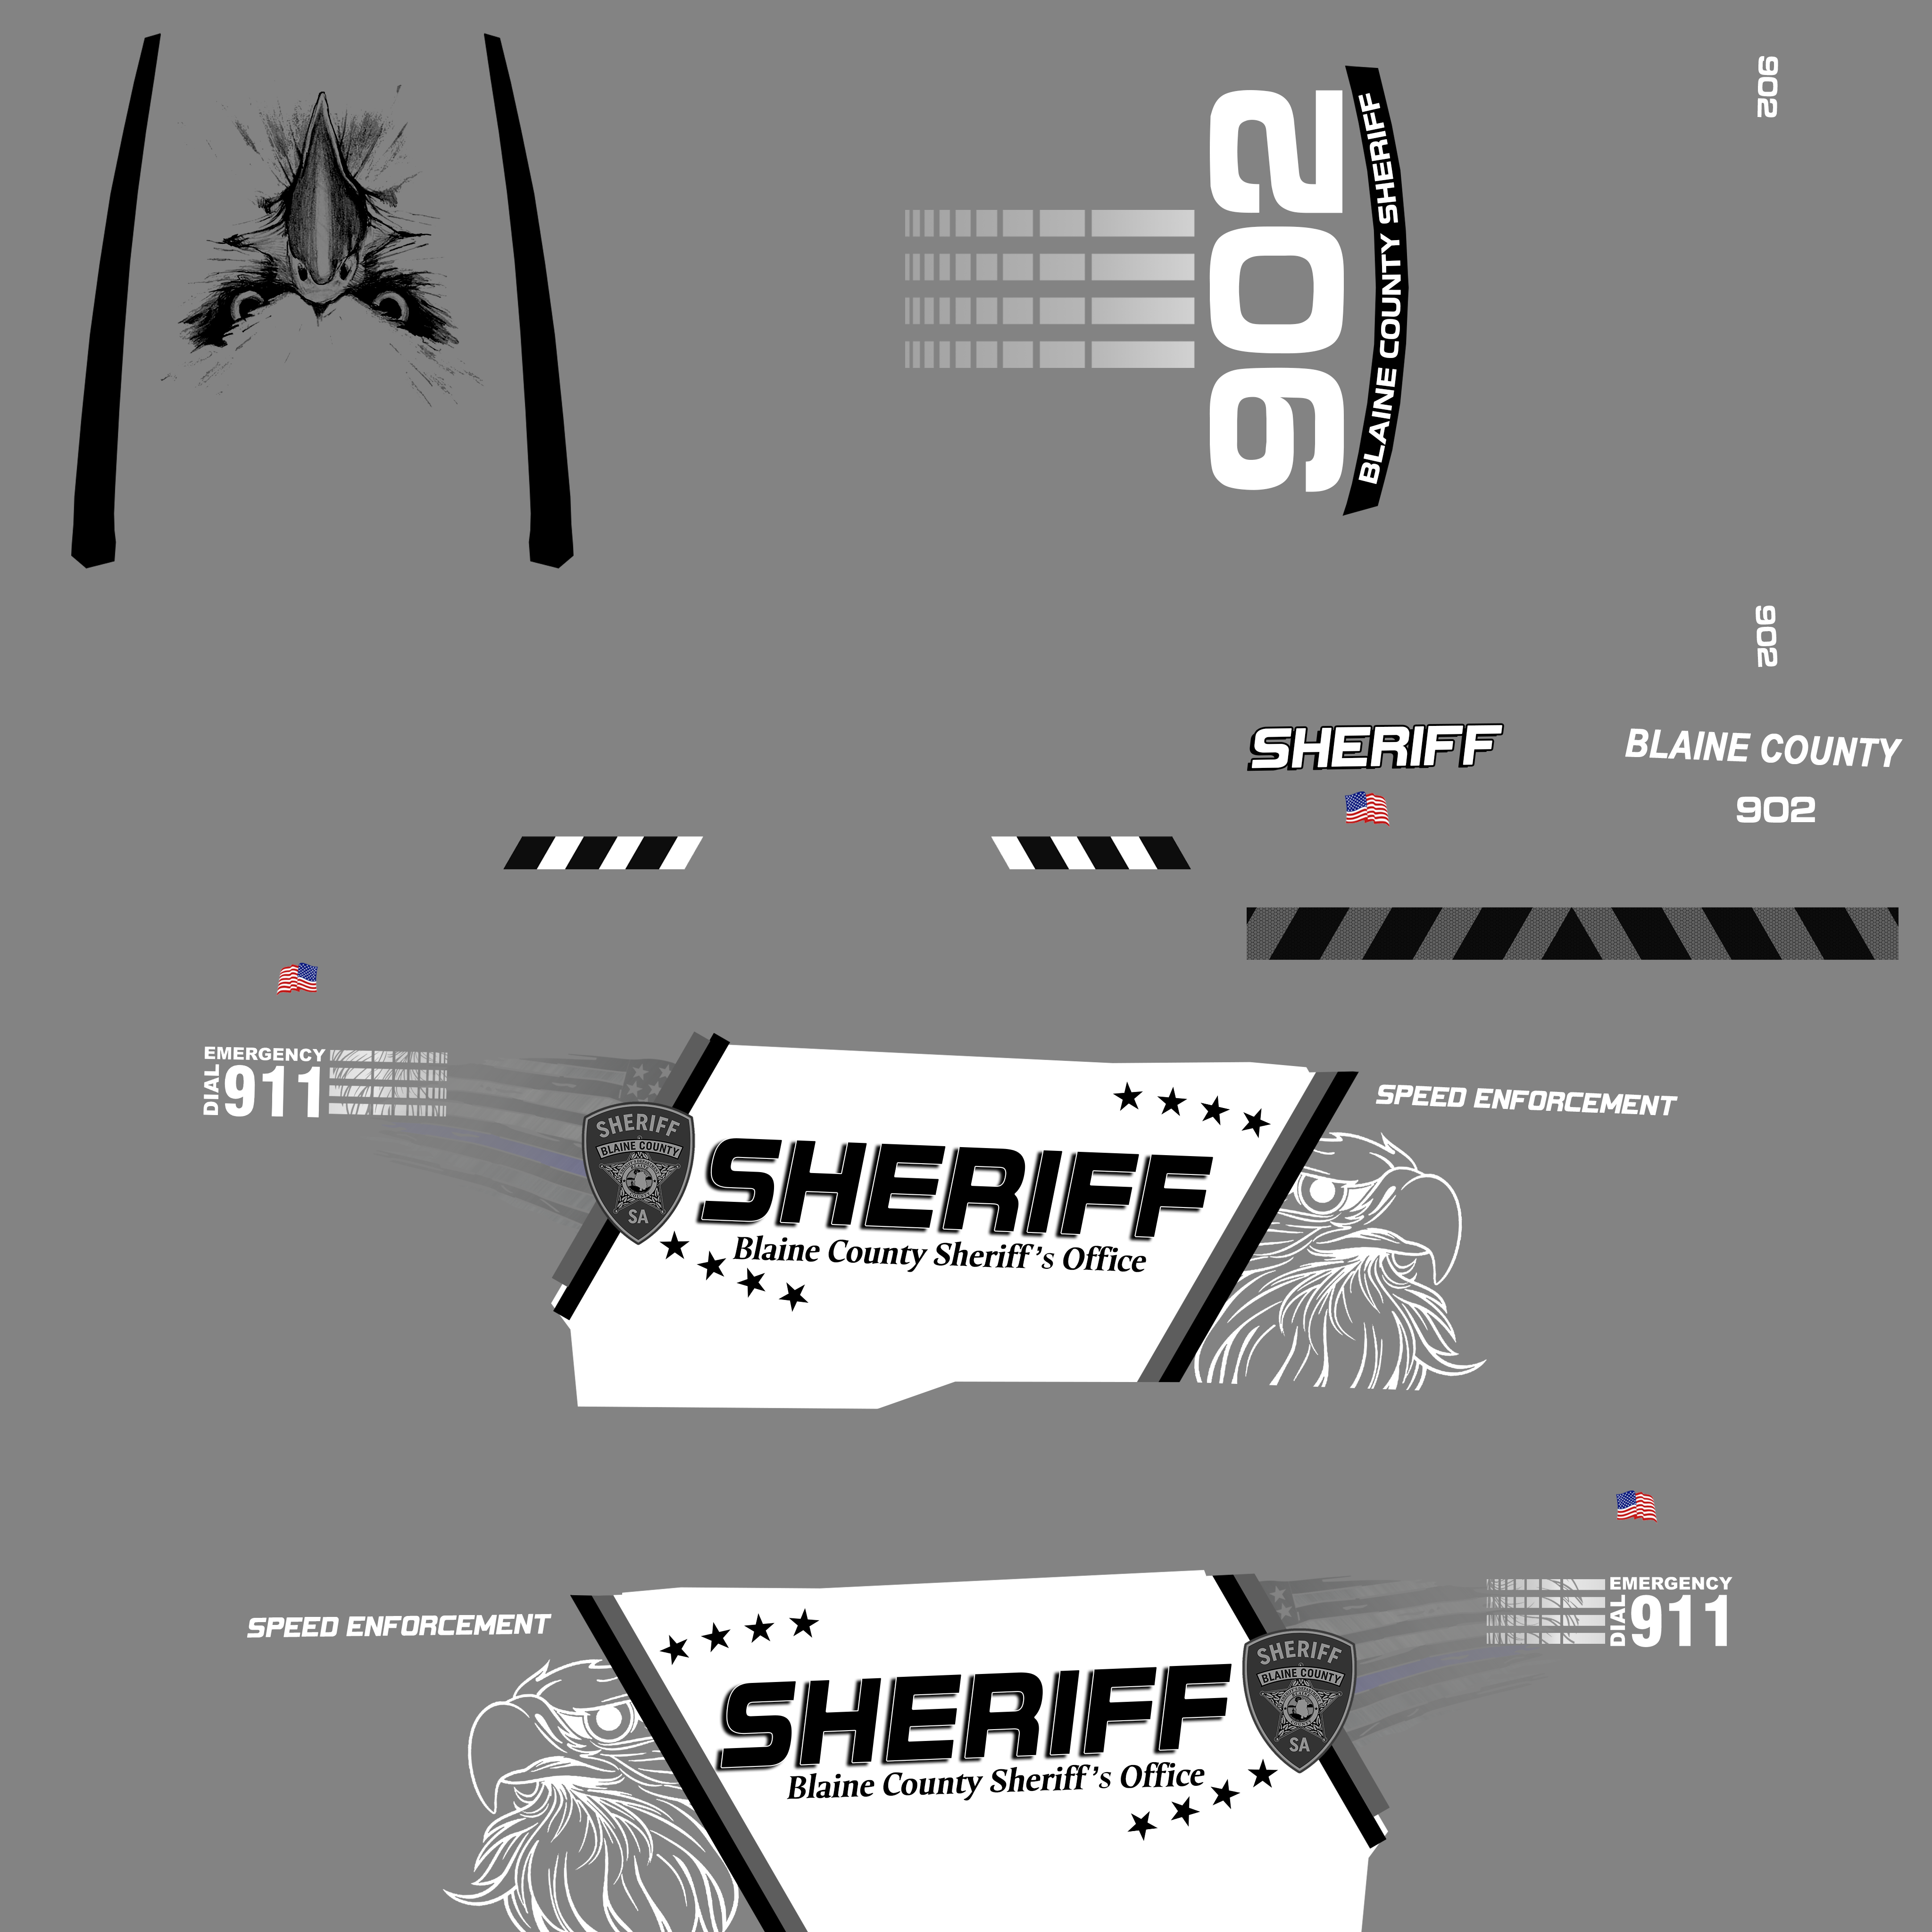 902
902
BLAINE COUNTY SHERIFF
902
SHERIFF
BLAINE COUNTY
902
EMERGENCY
DIAL
911
SPEED ENFORCEMENT
SHERIFF
BLAINE COUNTY
SA
SHERIFF
Blaine County Sheriff's Office
EMERGENCY
DIAL
911
SPEED ENFORCEMENT
SHERIFF
BLAINE COUNTY
SA
SHERIFF
Blaine County Sheriff's Office